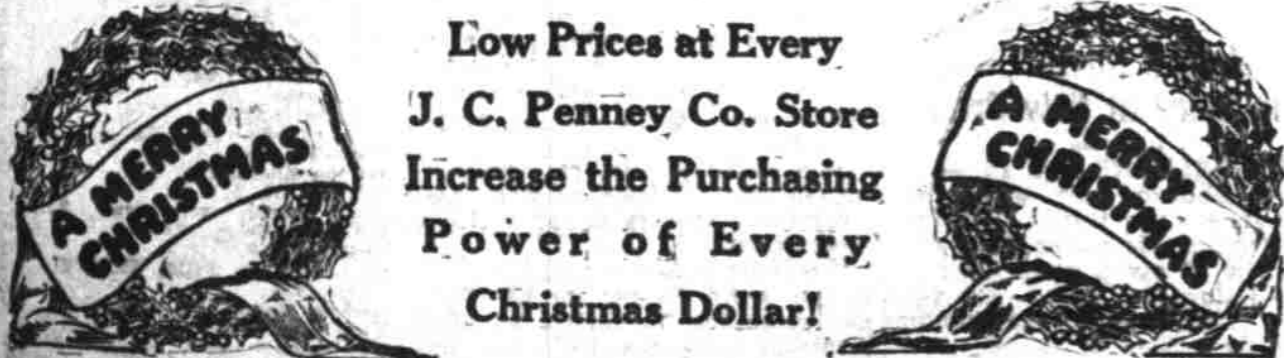 A MERRY
CHRISTMAS
Low Prices at Every
J. C. Penney Co. Store
Increase the Purchasing
Power of Every
Christmas Dollar!
A MERRY
CHRISTMAS